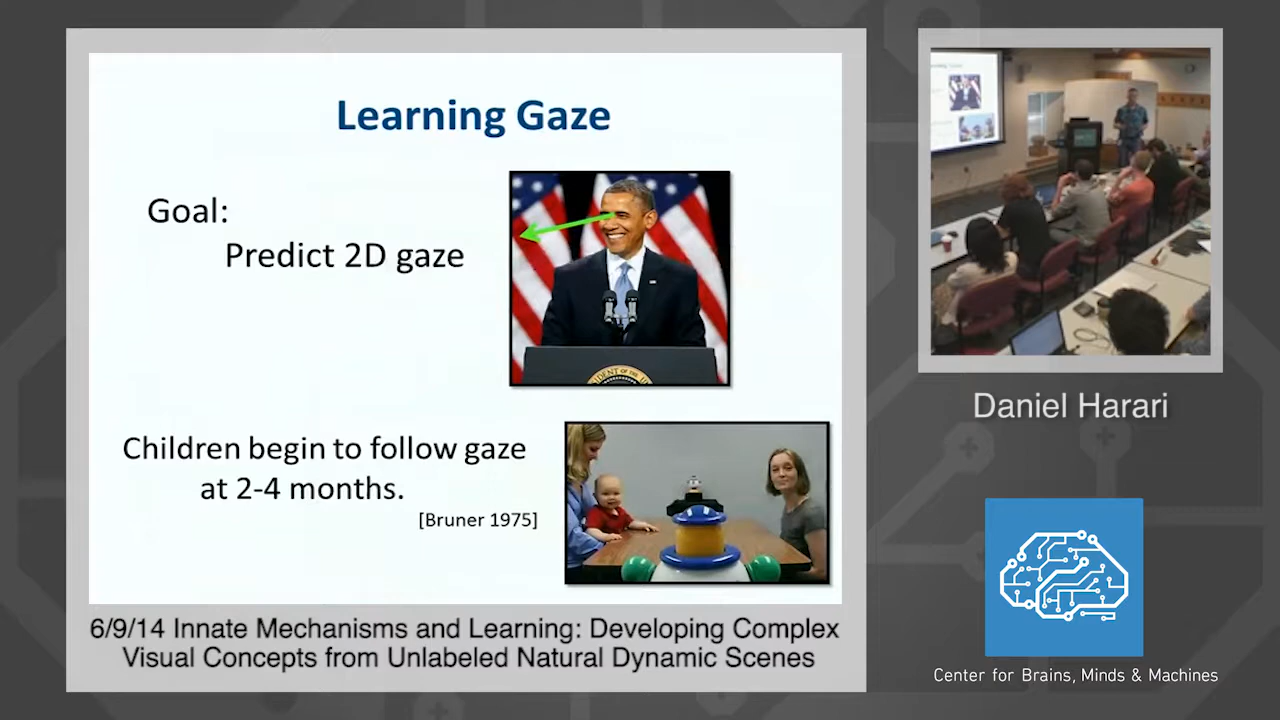 Learning Gaze
Goal:
Predict 2D gaze
Children begin to follow gaze
at 2-4 months.
[Bruner 1975]
6/9/14 Innate Mechanisms and Learning: Developing Complex
Visual Concepts from Unlabeled Natural Dynamic Scenes
Daniel Harari
Center for Brains, Minds & Machines